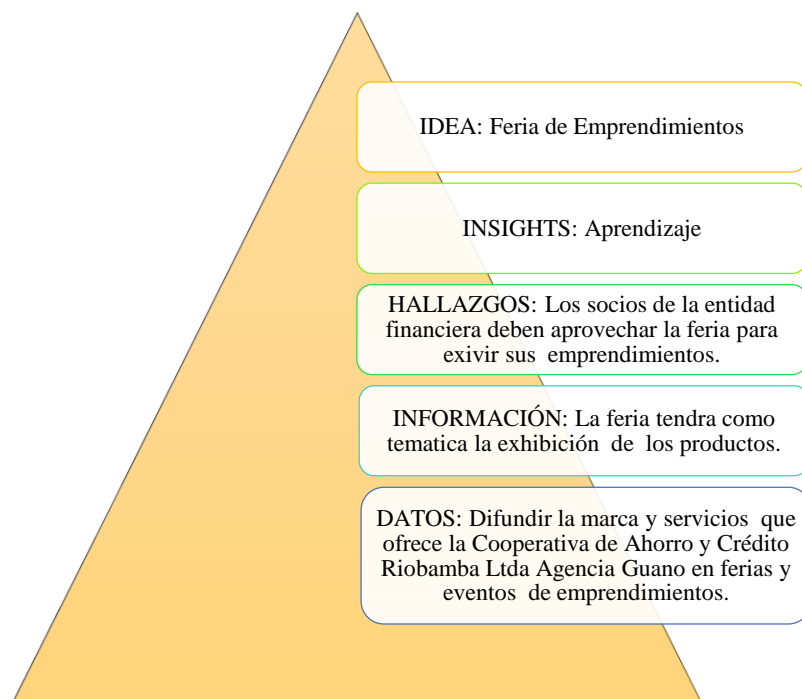 IDEA: Feria de Emprendimientos
INSIGHTS: Aprendizaje
HALLAZGOS: Los socios de la entidad
financiera deben aprovechar la feria para
exivir sus emprendimientos.
INFORMACIÓN: La feria tendra como
tematica la exhibición de los productos.
DATOS: Difundir la marca y servicios que
ofrece la Cooperativa de Ahorro y Crédito
Riobamba Ltda Agencia Guano en ferias y
eventos de emprendimientos.